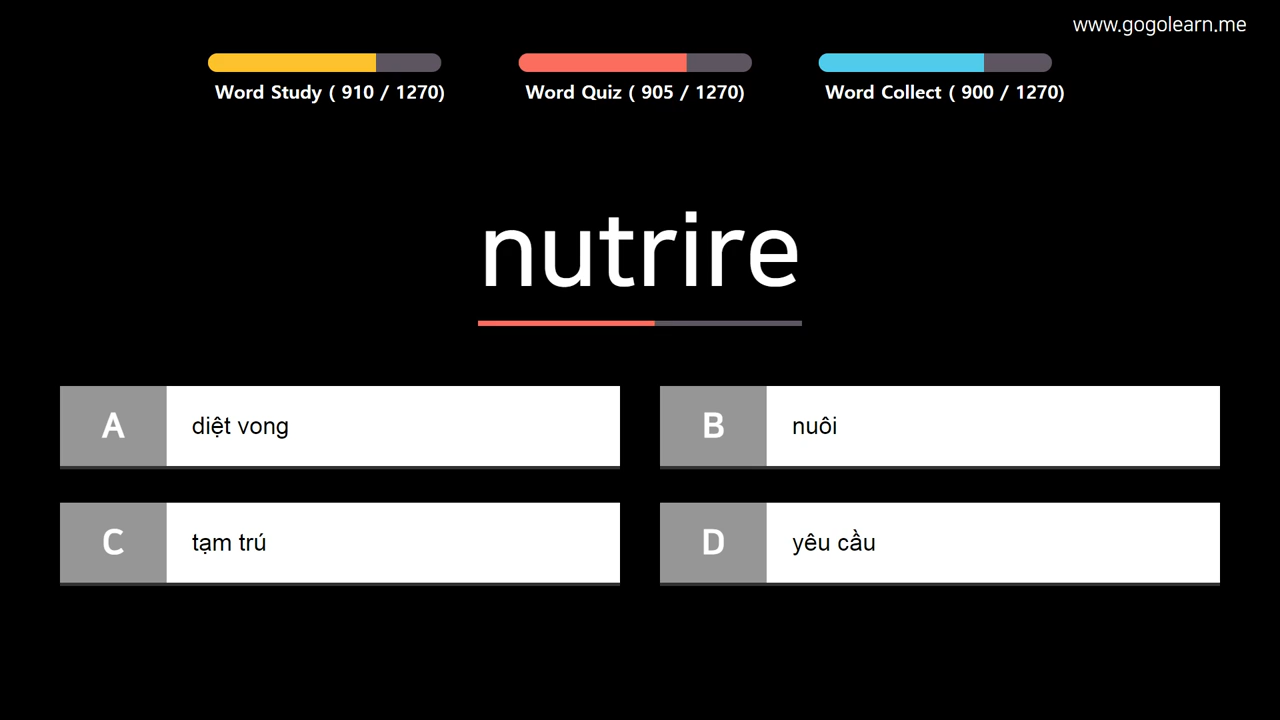 www.gogolearn.me
Word Study ( 910 / 1270)
Word Quiz ( 905 / 1270)
Word Collect ( 900 / 1270)
nutrire
A diệt vong
B nuôi
C tạm trú
D yêu cầu